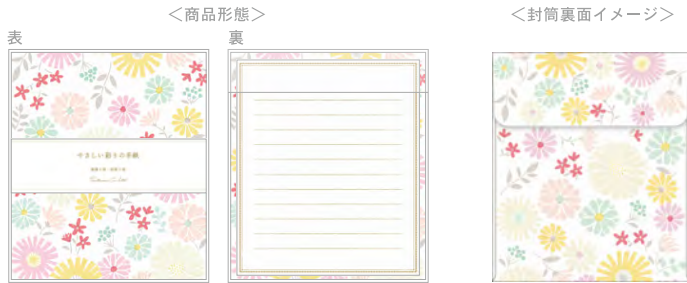 ＜商品形態＞
＜封筒裏面イメージ＞
表
裏
やさしい彩りの手紙